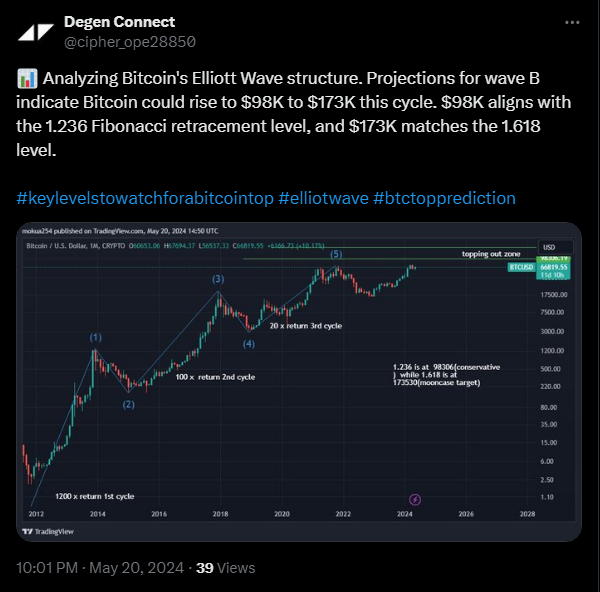 Degen Connect
@cipher_ope28850
Analyzing Bitcoin's Elliott Wave structure. Projections for wave B
indicate Bitcoin could rise to $98K to $173K this cycle. $98K aligns with
the 1.236 Fibonacci retracement level, and $173K matches the 1.618
level.
#keylevelstowatchforabitcointop #elliotwave #btctopprediction
mokua254 published on TradingView.com, May 20, 2024 14:50 UTC
Bitcoin / U.S. Dollar, 1M, CRYPTO O60653.06 H67694.37 L56537.33 C66819.55 +6166.73 (+10.17%)
USD
topping out zone
98306.19
BTCUSD 66819.55
11d 10h
(5)
(3)
17500.00
7500.00
20 x return 3rd cycle
3000.00
(1)
(4)
1200.00
1.236 is at 98306(conservative
) while 1.618 is at
173530(mooncase target)
500.00
100 x return 2nd cycle
220.00
(2)
80.00
35.00
15.00
6.00
2.50
1200 x return 1st cycle
1.10
2012 2014 2016 2018 2020 2022 2024 2026 2028
TradingView
10:01 PM · May 20, 2024 · 39 Views